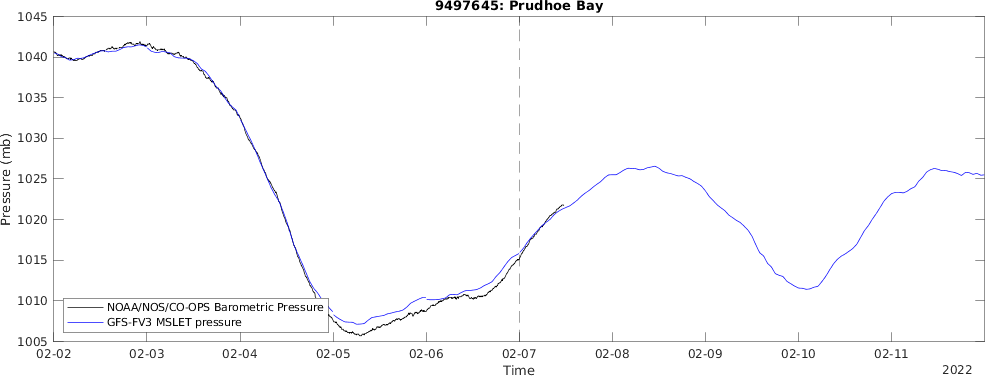 9497645: Prudhoe Bay
1045
1040
1035
1030
1025
1020
1015
1010
1005
Pressure (mb)
NOAA/NOS/CO-OPS Barometric Pressure
GFS-FV3 MSLET pressure
02-02 02-03 02-04 02-05 02-06 02-07 02-08 02-09 02-10 02-11
Time
2022